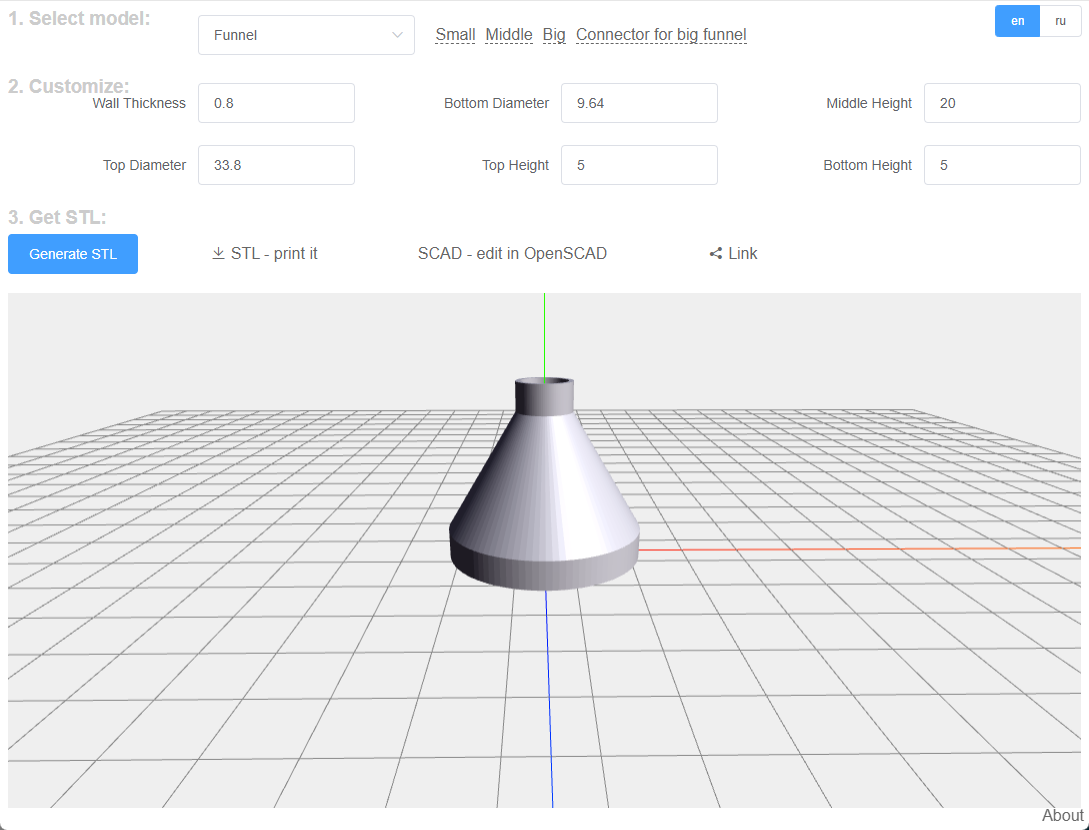 1. Select model:
Funnel
Small Middle Big Connector for big funnel
en ru
2. Customize:
Wall Thickness 0.8 Bottom Diameter 9.64 Middle Height 20
Top Diameter 33.8 Top Height 5 Bottom Height 5
3. Get STL:
Generate STL STL - print it SCAD - edit in OpenSCAD Link
About